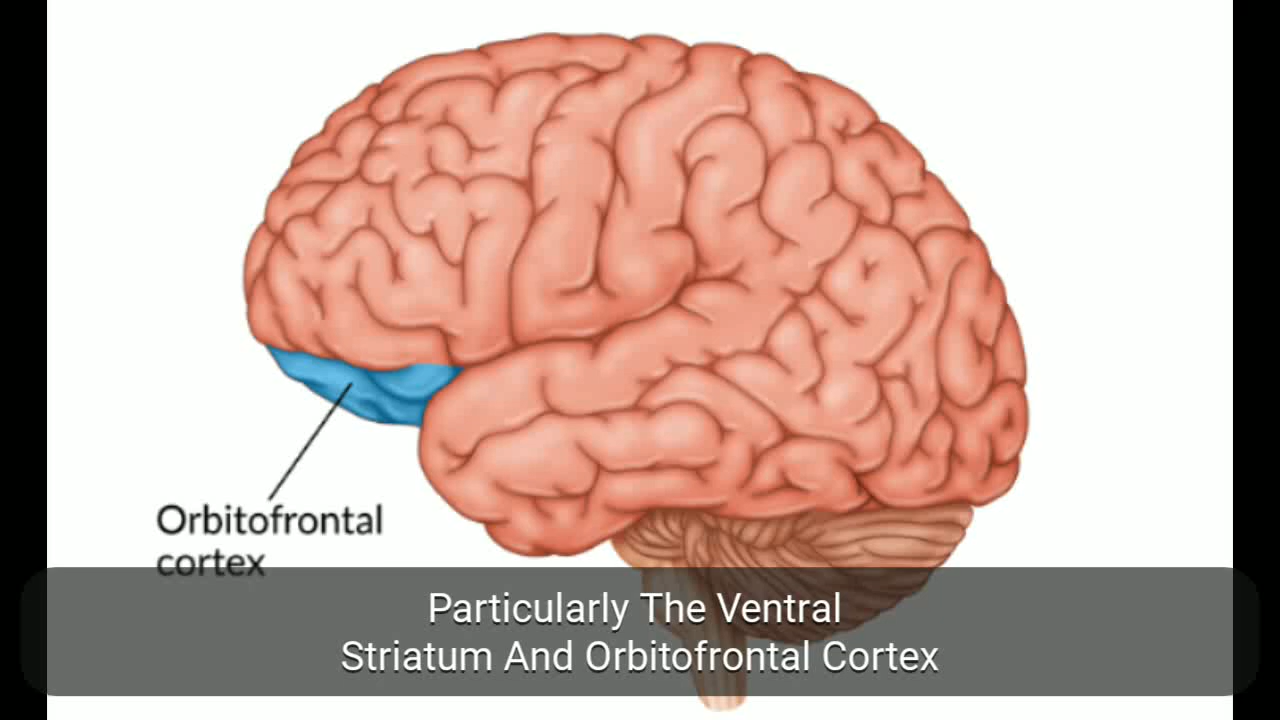 Orbitofrontal
cortex
Particularly The Ventral
Striatum And Orbitofrontal Cortex